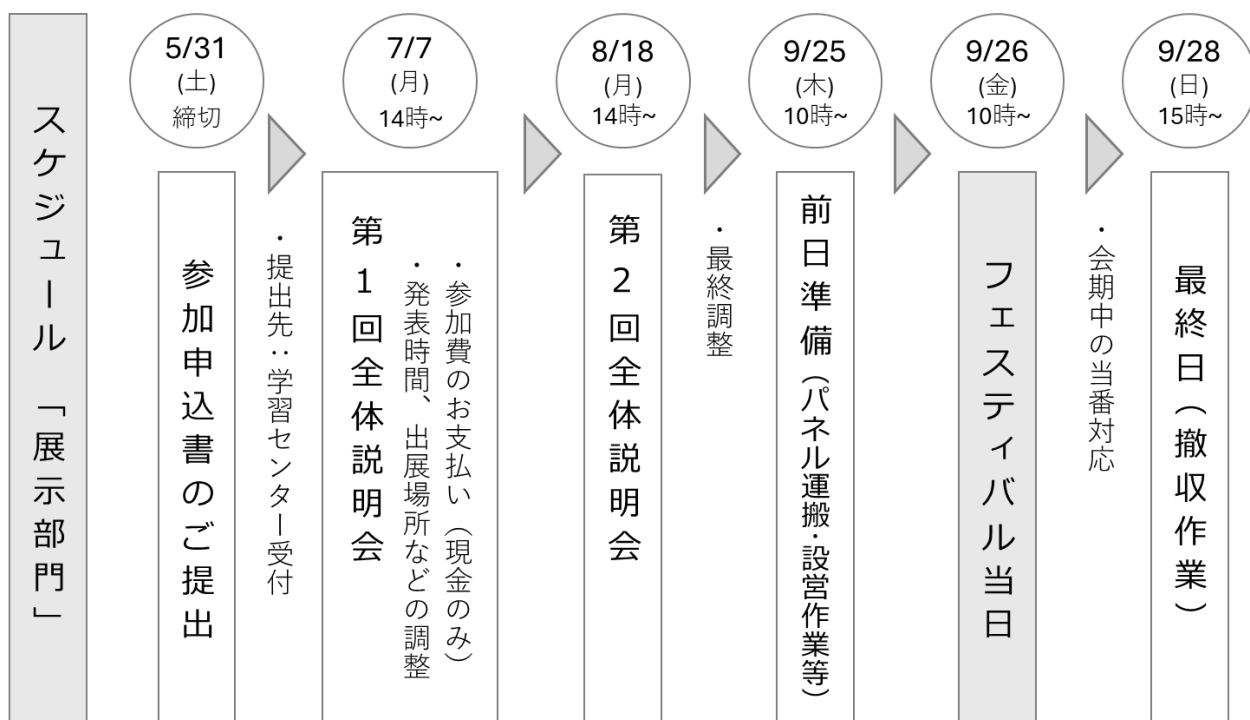 スケジュール 「展示部門」
5/31
(土)
締切
参加申込書のご提出
・提出先：学習センター受付
7/7
(月)
14時~
第1回全体説明会
・参加費のお支払い（現金のみ）
・発表時間、出展場所などの調整
8/18
(月)
14時~
第2回全体説明会
・最終調整
9/25
(木)
10時~
前日準備（パネル運搬・設営作業等）
9/26
(金)
10時~
フェスティバル当日
・会期中の当番対応
9/28
(日)
15時~
最終日（撤収作業）